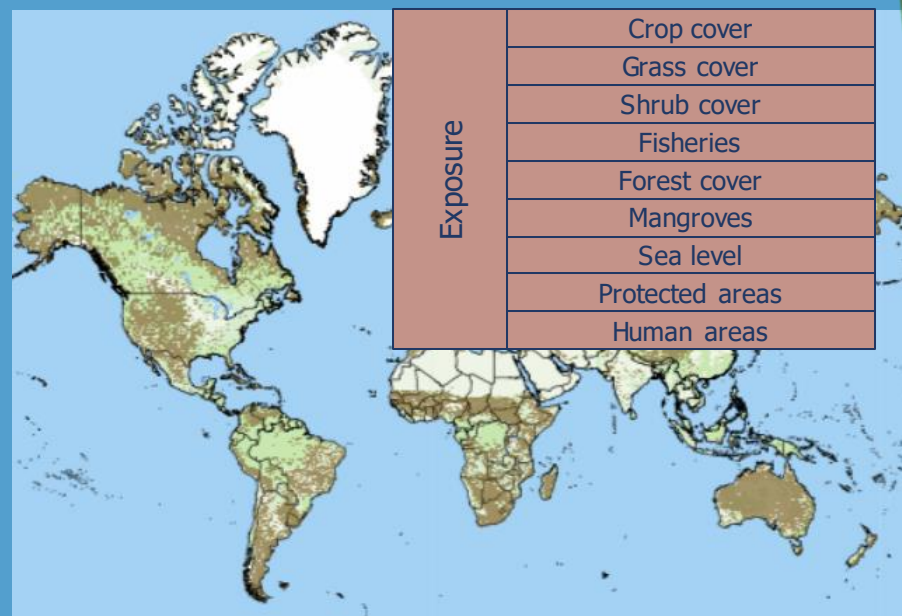 Exposure
Crop cover
Grass cover
Shrub cover
Fisheries
Forest cover
Mangroves
Sea level
Protected areas
Human areas